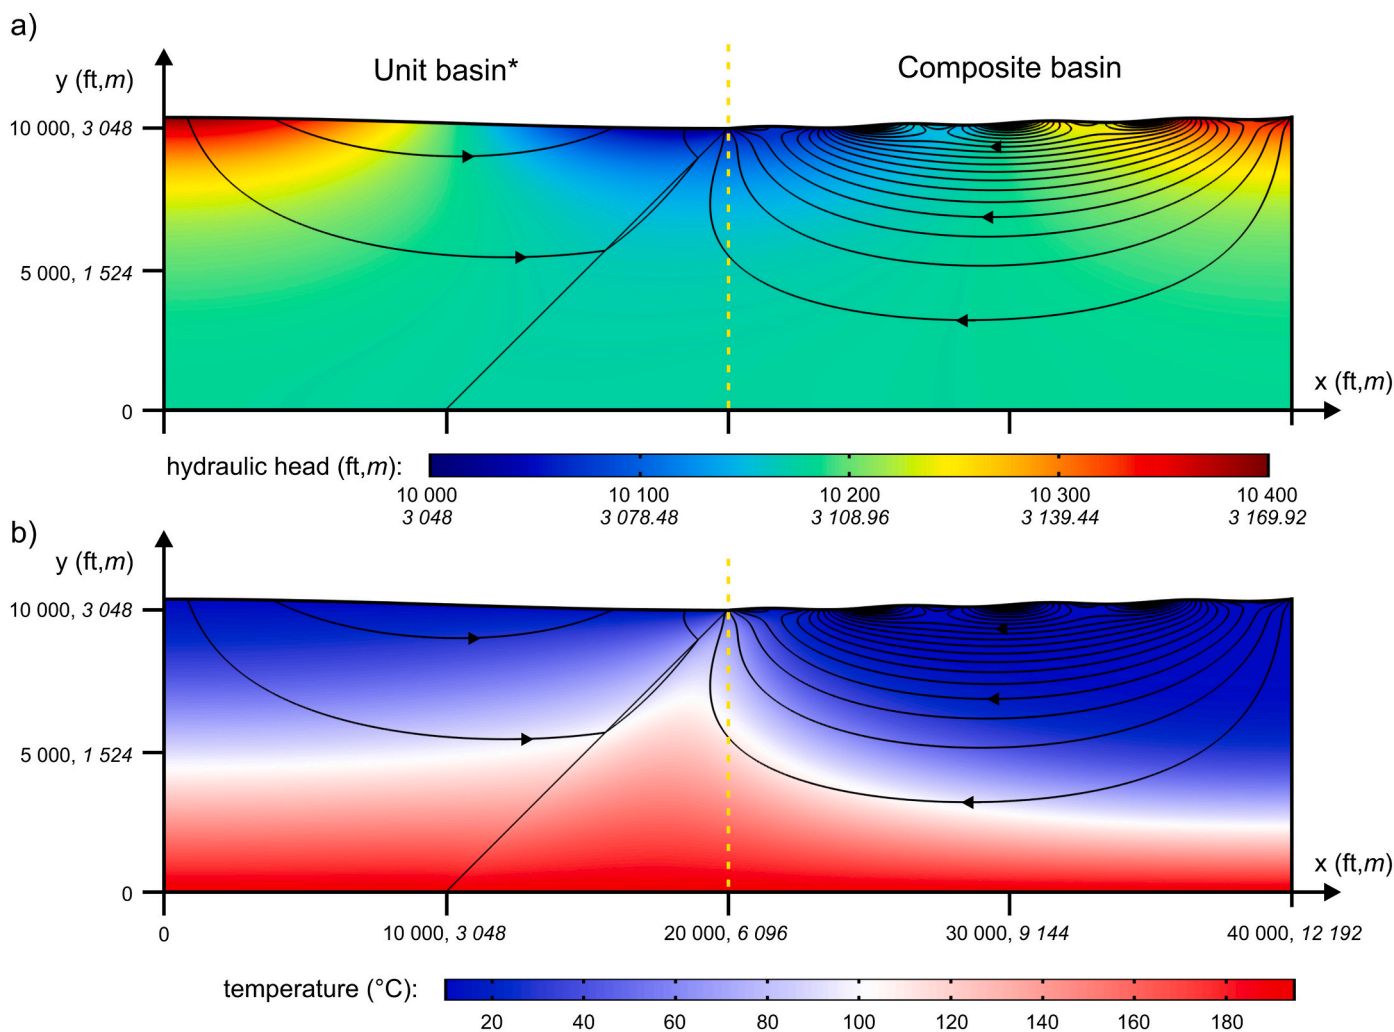 a)
y (ft,m)
Unit basin*
Composite basin
10 000, 3 048
5 000, 1 524
0
x (ft,m)
hydraulic head (ft,m):
10 000
3 048
10 100
3 078.48
10 200
3 108.96
10 300
3 139.44
10 400
3 169.92
b)
y (ft,m)
10 000, 3 048
5 000, 1 524
0
x (ft,m)
0
10 000, 3 048
20 000, 6 096
30 000, 9 144
40 000, 12 192
temperature (°C):
20
40
60
80
100
120
140
160
180